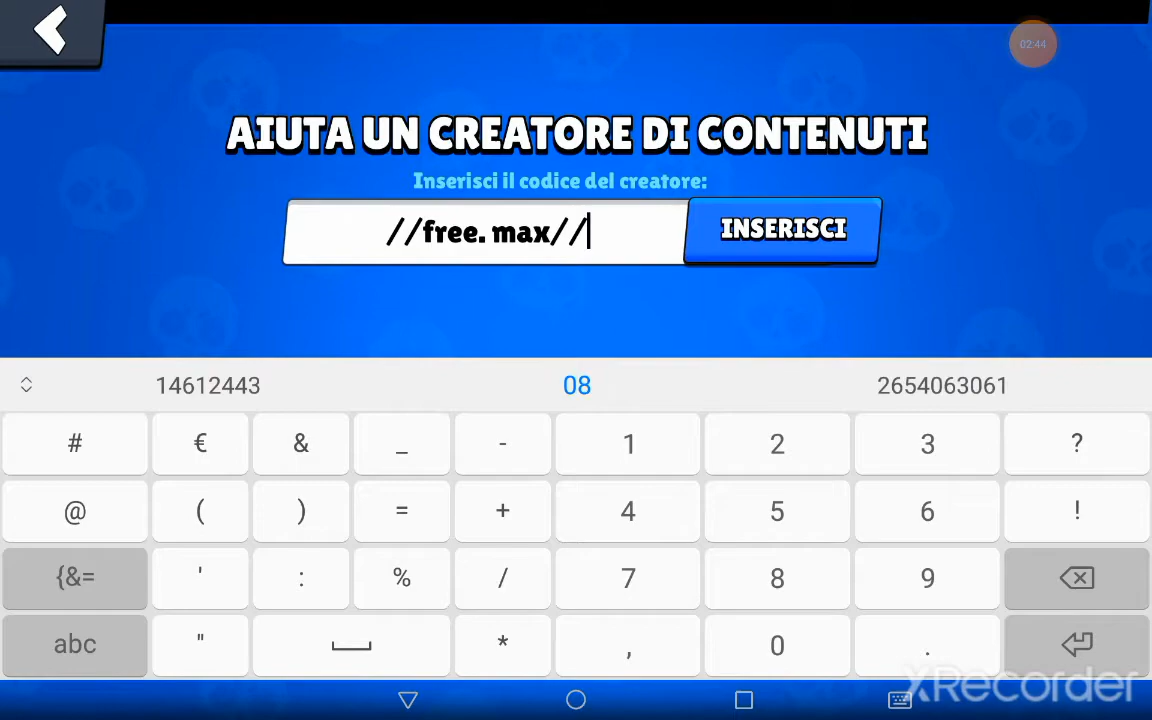 02:44
AIUTA UN CREATORE DI CONTENUTI
Inserisci il codice del creatore:
//free. max// INSERISCI
14612443 08 2654063061
# € & _ - 1 2 3 ?
@ ( ) = + 4 5 6 !
{&= ' : % / 7 8 9
abc " * , 0 .
XRecorder